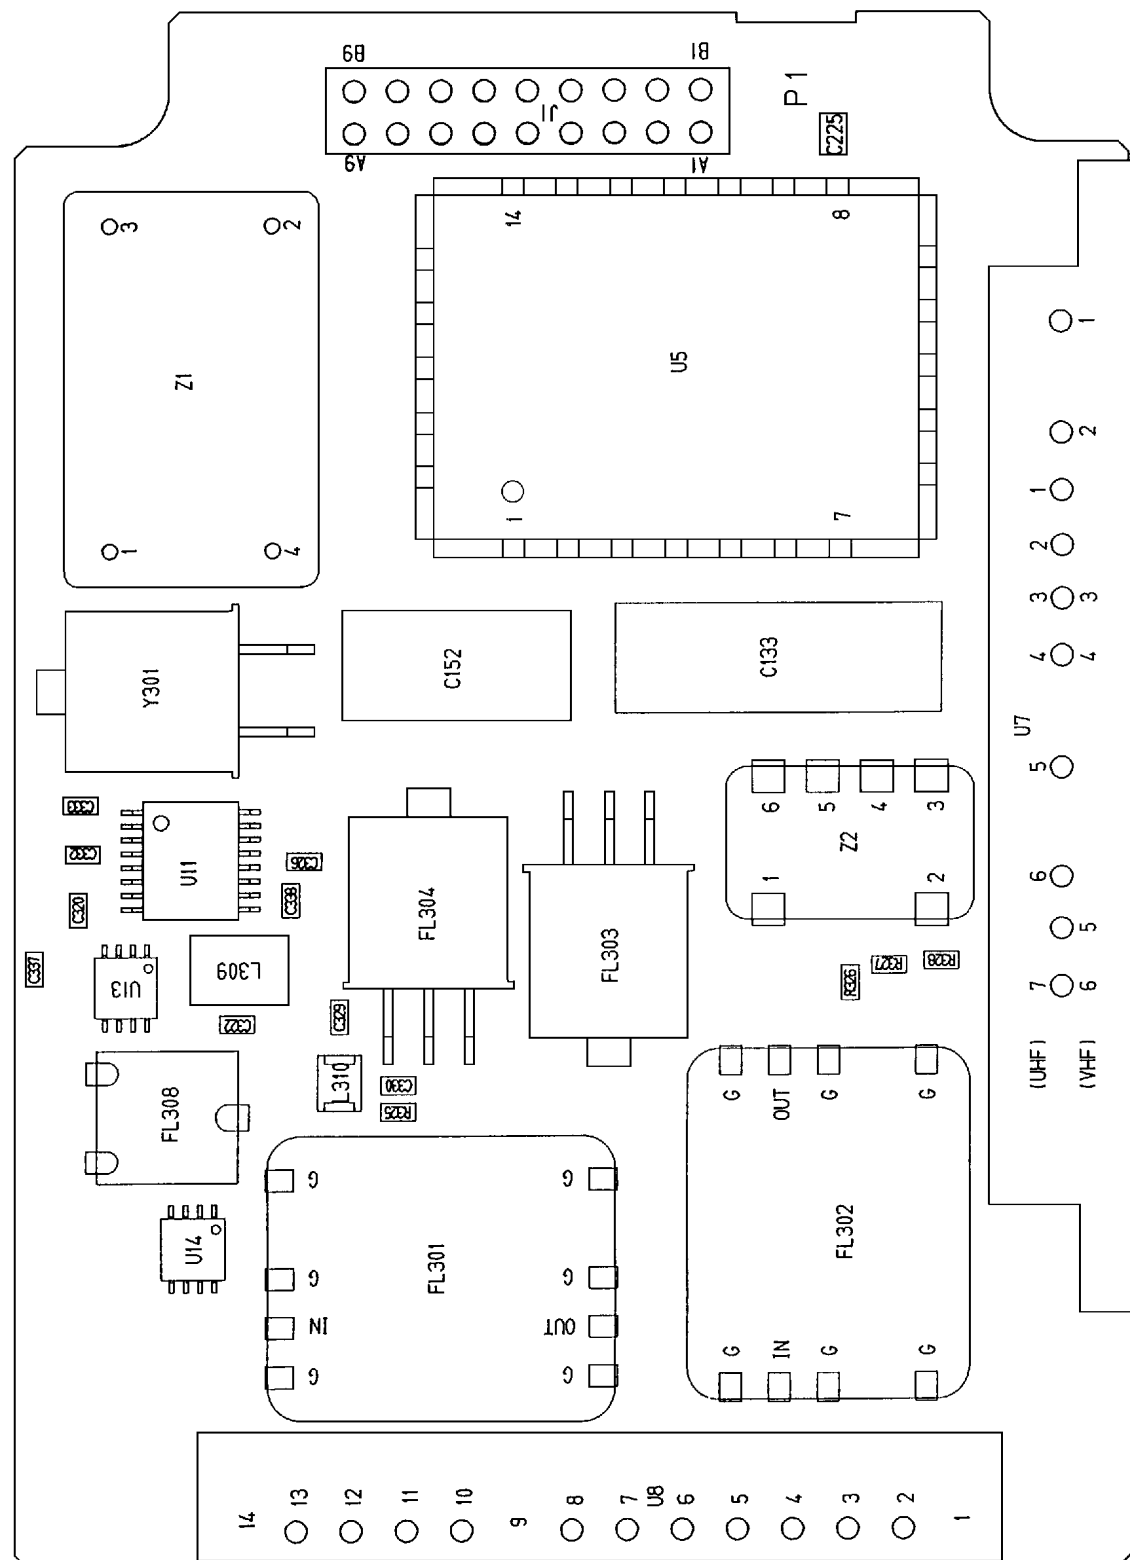 B9
B1
P1
J1
C225
A9
A1
3
2
14
8
1
U5
Z1
2
1
7
1
1
4
2
3
3
C152
C133
4
4
Y301
U7
5
6
5
4
3
C333
Z2
C332
U11
C326
1
2
6
C320
C338
FL304
5
FL303
C337
L309
R327
R328
U13
R326
7
6
C322
C329
(UHF)
(VHF)
L310
C330
G
OUT
G
G
R325
FL308
G
G
FL302
U14
FL301
G
G
IN
OUT
G
IN
G
G
G
G
14
13
12
11
10
9
8
7
U8
6
5
4
3
2
1